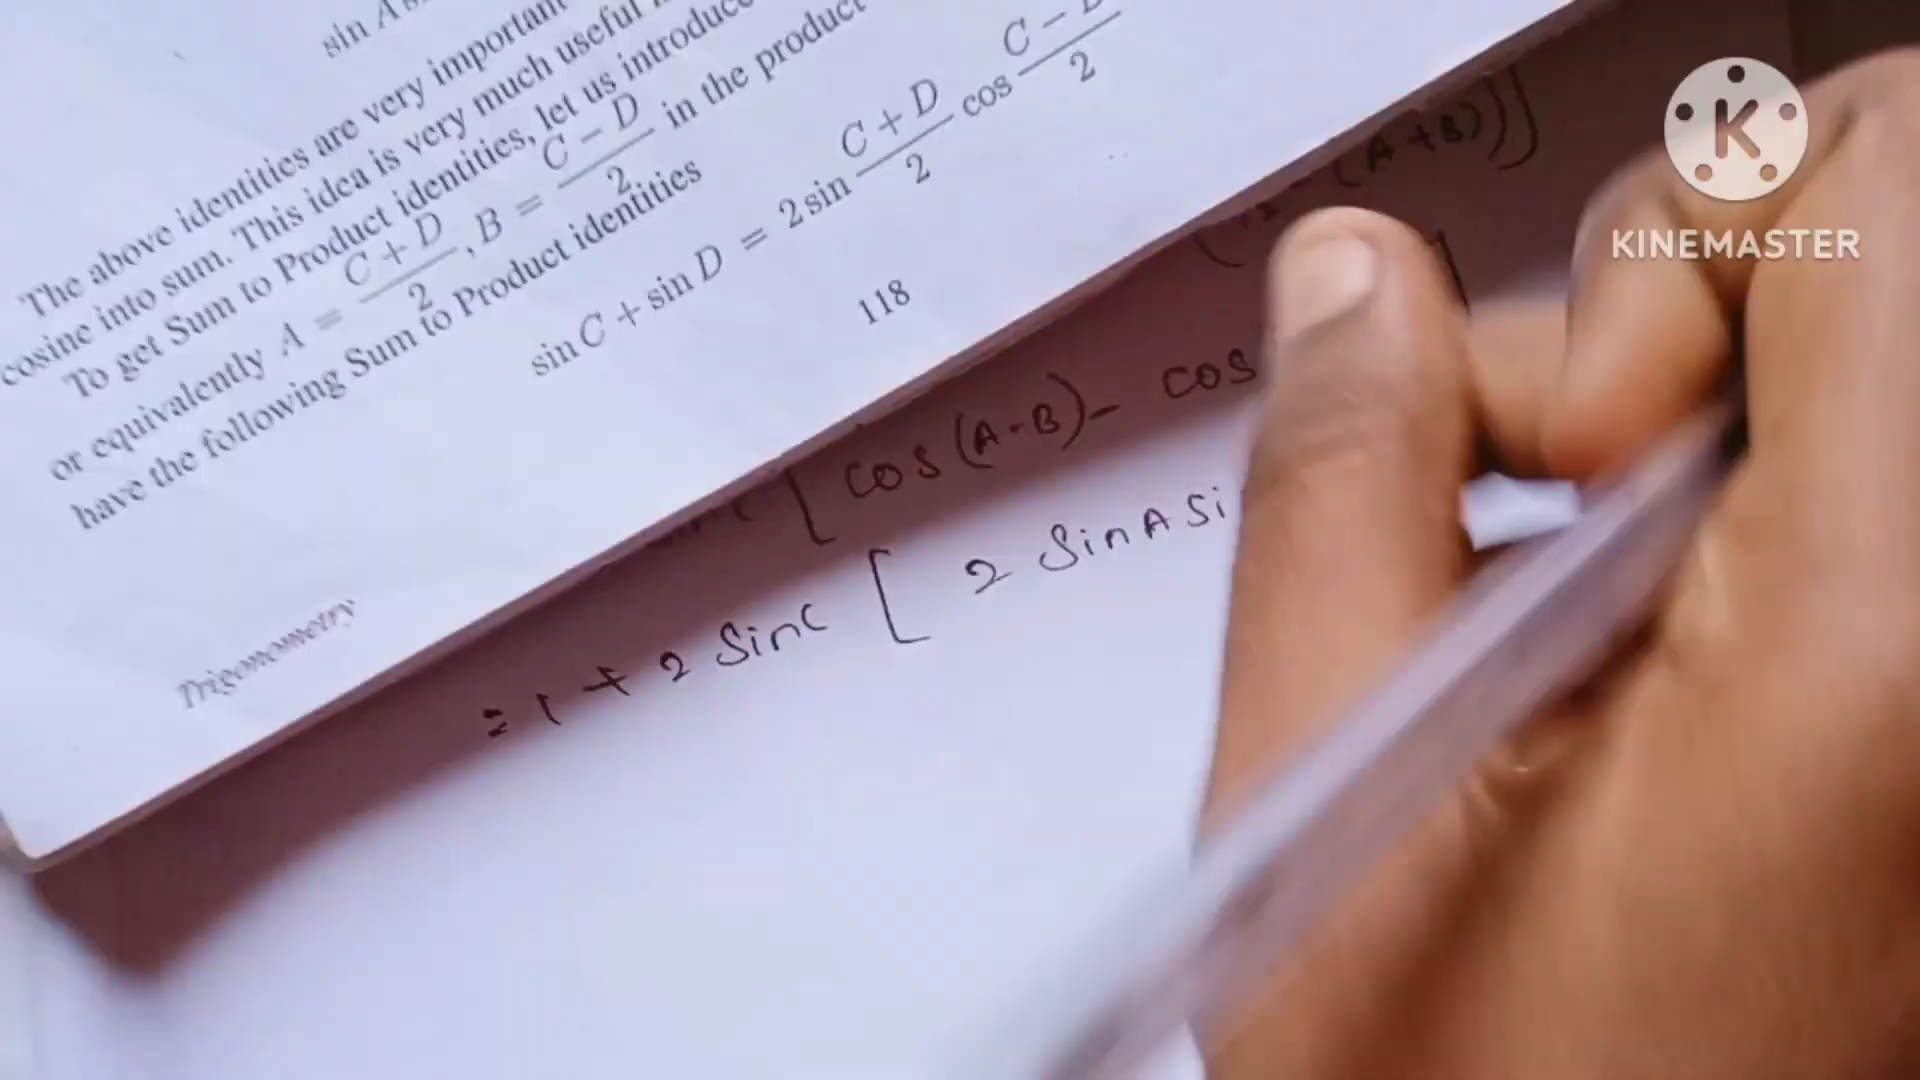 sin A
The above identities are very important
cosine into sum. This idea is very much useful
To get Sum to Product identities, let us introduce
or equivalently A = C + D / 2 , B = C − D / 2 in the product
have the following Sum to Product identities
sin C + sin D = 2 sin C + D / 2 cos C − D / 2
118
Trigonometry
− (A + B))]
[ cos (A - B) - cos
= 1 + 2 Sinc [ 2 SinA Si
K
KINEMASTER